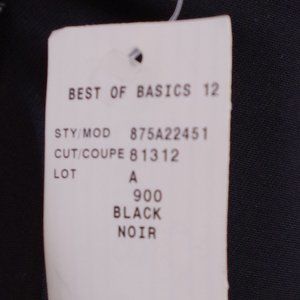 BEST OF BASICS 12
STY/MOD 875A22451
CUT/COUPE 81312
LOT A
900
BLACK
NOIR